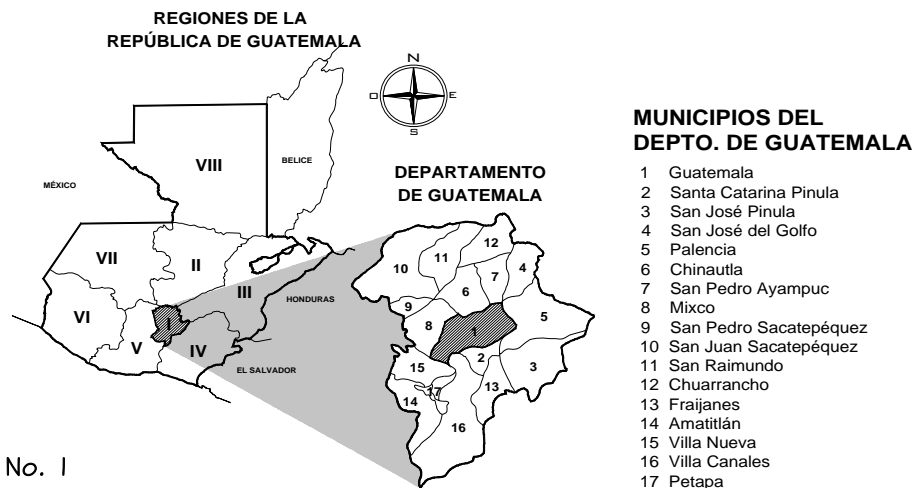 REGIONES DE LA
REPÚBLICA DE GUATEMALA
N
O
E
S
VIII
BELICE
MÉXICO
VII
II
III
HONDURAS
VI
I
V
IV
EL SALVADOR
DEPARTAMENTO
DE GUATEMALA
12
11
10
7
4
6
9
8
1
5
2
15
3
17
13
14
16
MUNICIPIOS DEL
DEPTO. DE GUATEMALA
1 Guatemala
2 Santa Catarina Pinula
3 San José Pinula
4 San José del Golfo
5 Palencia
6 Chinautla
7 San Pedro Ayampuc
8 Mixco
9 San Pedro Sacatepéquez
10 San Juan Sacatepéquez
11 San Raimundo
12 Chuarrancho
13 Fraijanes
14 Amatitlán
15 Villa Nueva
16 Villa Canales
17 Petapa
No. 1